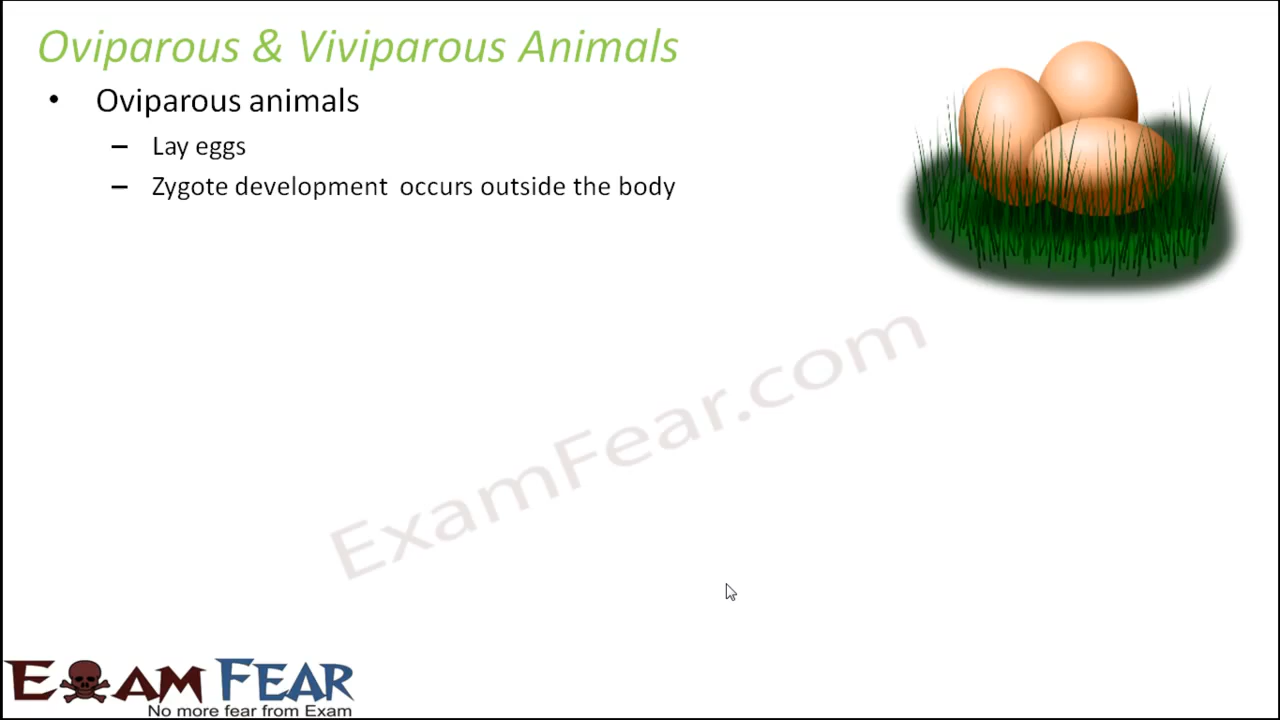 Oviparous & Viviparous Animals
• Oviparous animals
– Lay eggs
– Zygote development occurs outside the body
ExamFear.com
EXAM FEAR
No more fear from Exam